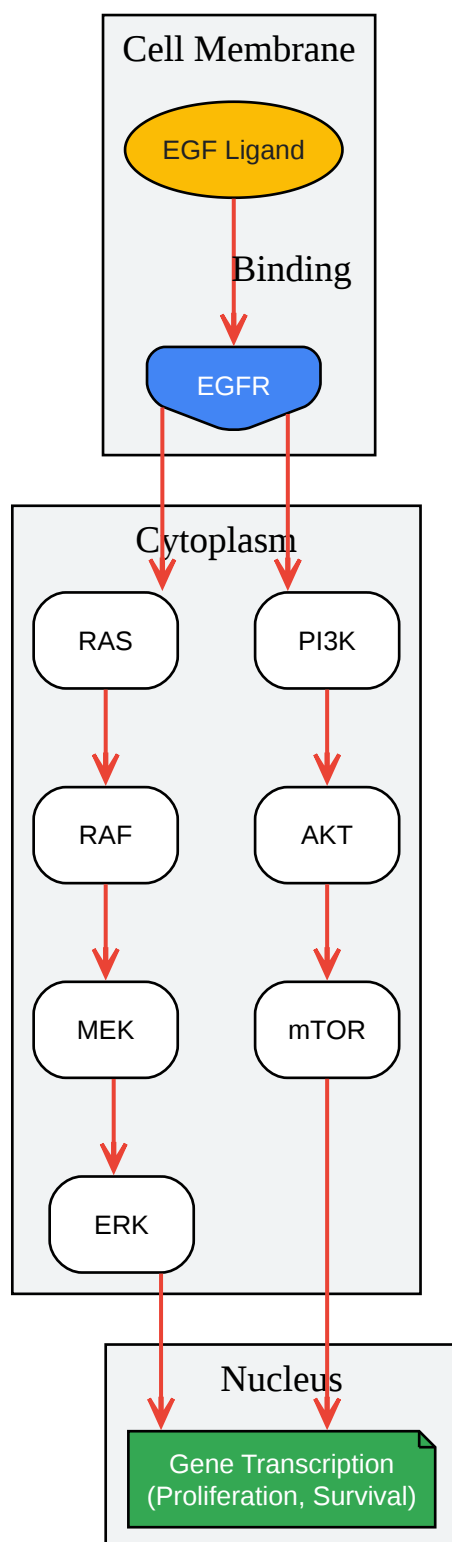 Cell Membrane
EGF Ligand
Binding
EGFR
Cytoplasm
RAS
PI3K
RAF
AKT
MEK
mTOR
ERK
Nucleus
Gene Transcription
(Proliferation, Survival)